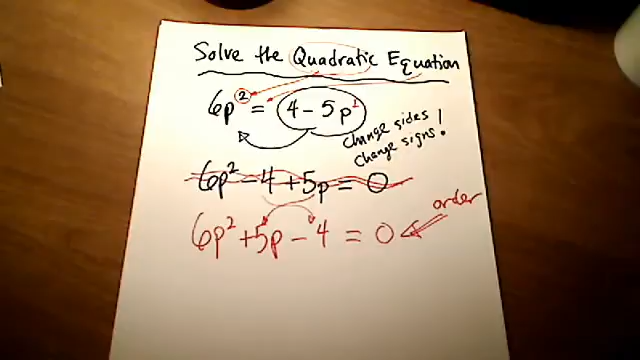 Solve the Quadratic Equation
6p² = 4 - 5p¹
change sides!
change signs!
6p² - 4 + 5p = 0
order
6p² + 5p - 4 = 0